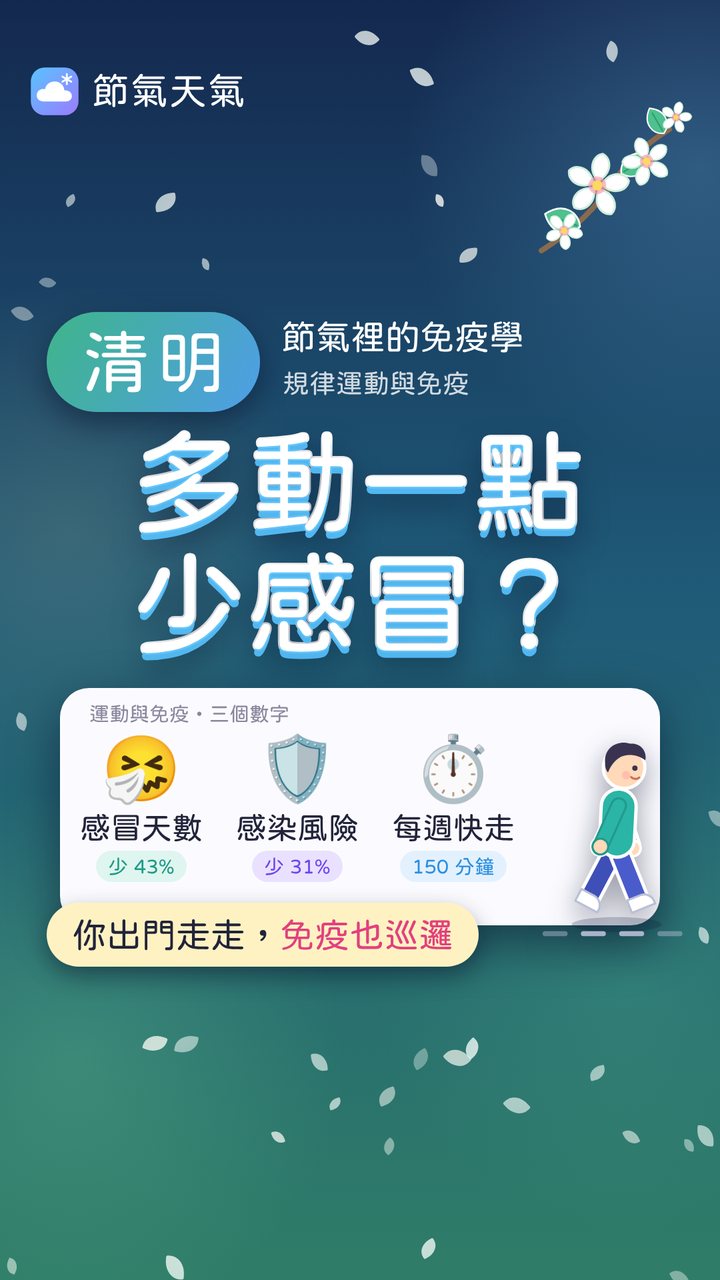 節氣天氣
清明
節氣裡的免疫學
規律運動與免疫
多動一點
少感冒？
運動與免疫・三個數字
感冒天數
少 43%
感染風險
少 31%
每週快走
150 分鐘
你出門走走，免疫也巡邏